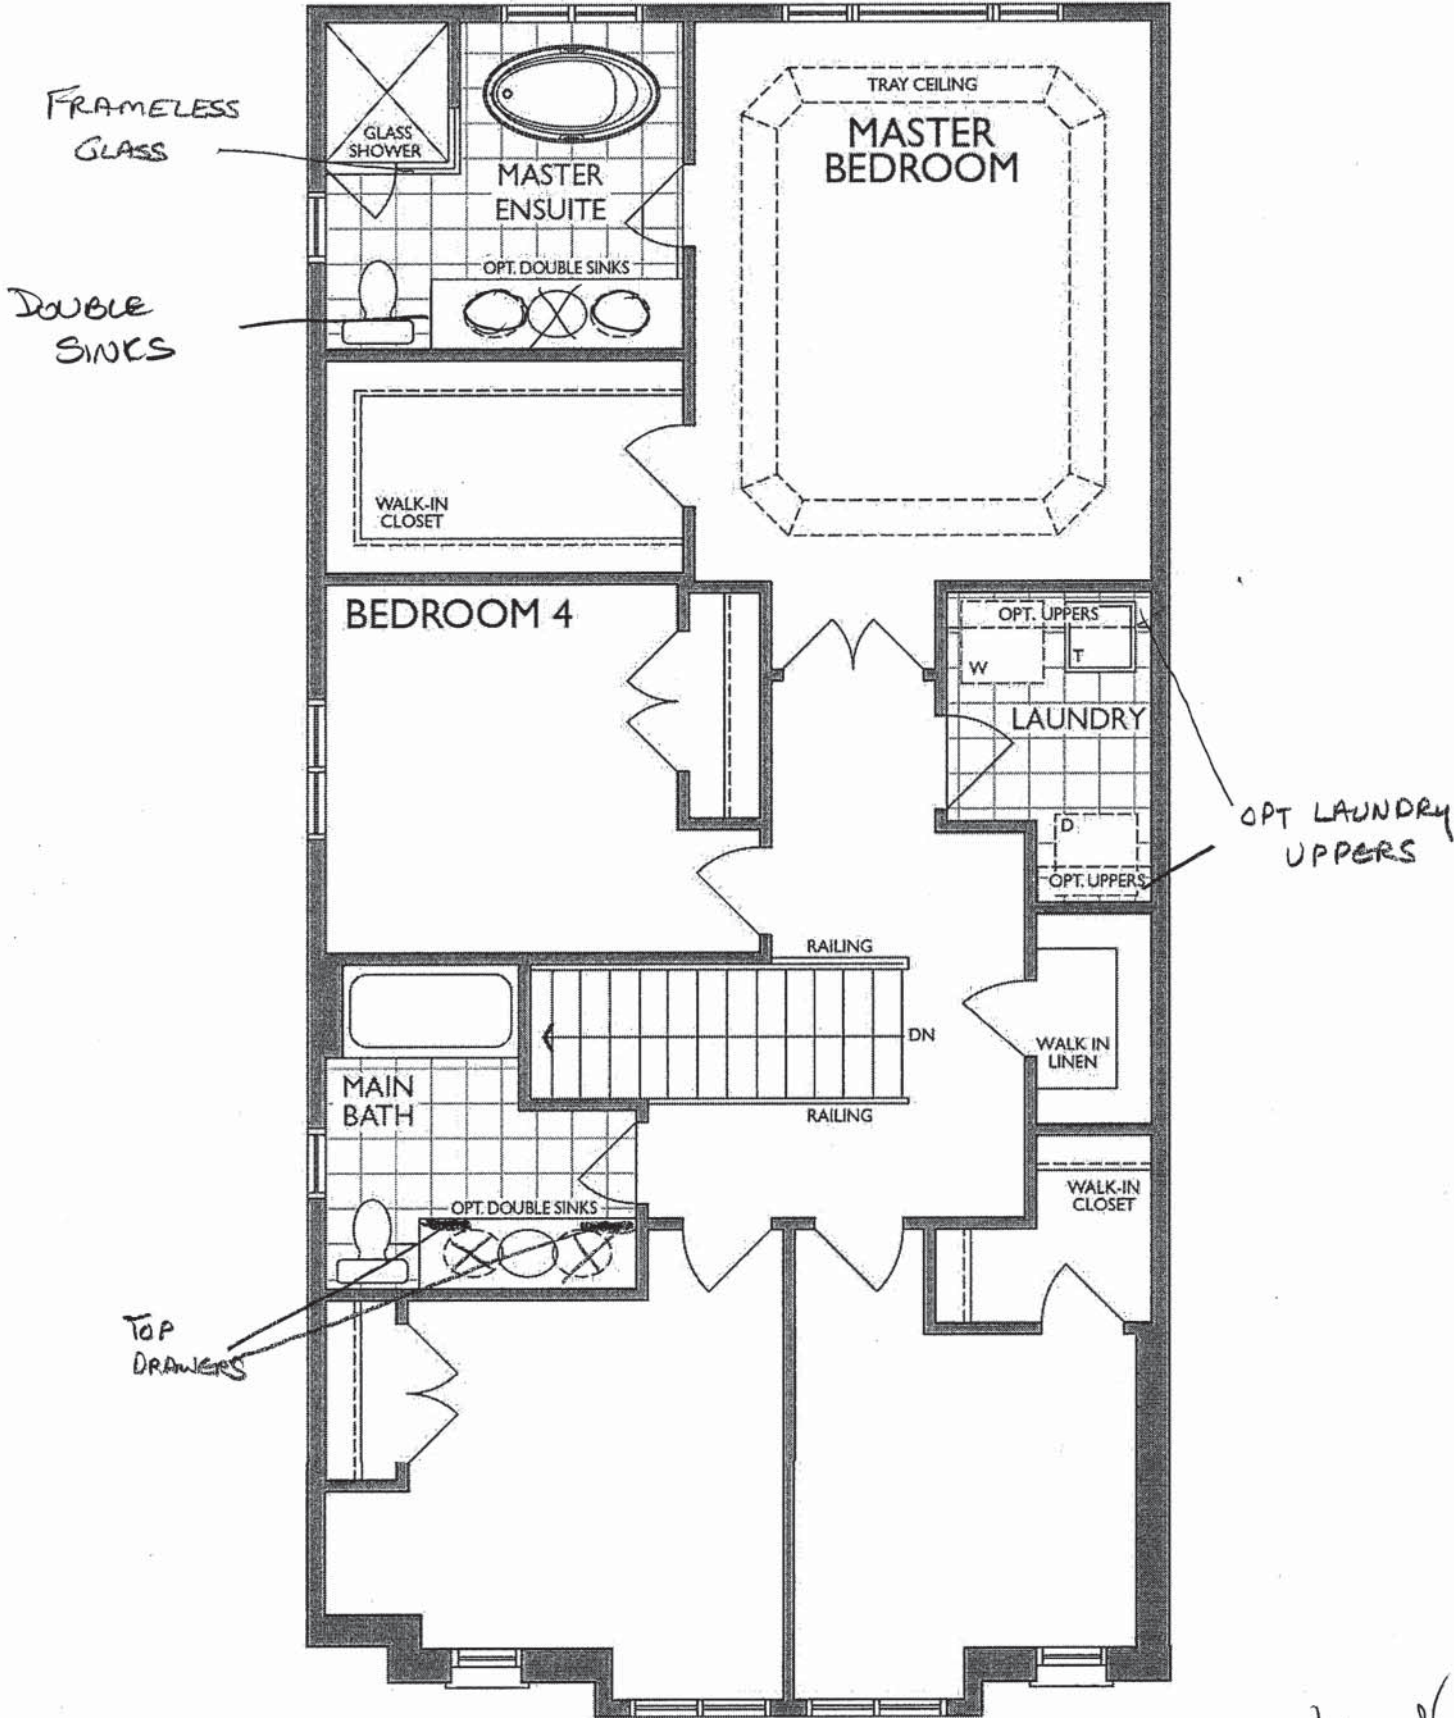 FRAMELESS
GLASS
GLASS
SHOWER
MASTER
ENSUITE
OPT. DOUBLE SINKS
TRAY CEILING
MASTER
BEDROOM
DOUBLE
SINKS
WALK-IN
CLOSET
BEDROOM 4
OPT. UPPERS
W
T
LAUNDRY
D
OPT. UPPERS
OPT LAUNDRY
UPPERS
RAILING
DN
RAILING
WALK IN
LINEN
MAIN
BATH
OPT. DOUBLE SINKS
WALK-IN
CLOSET
TOP
DRAWERS